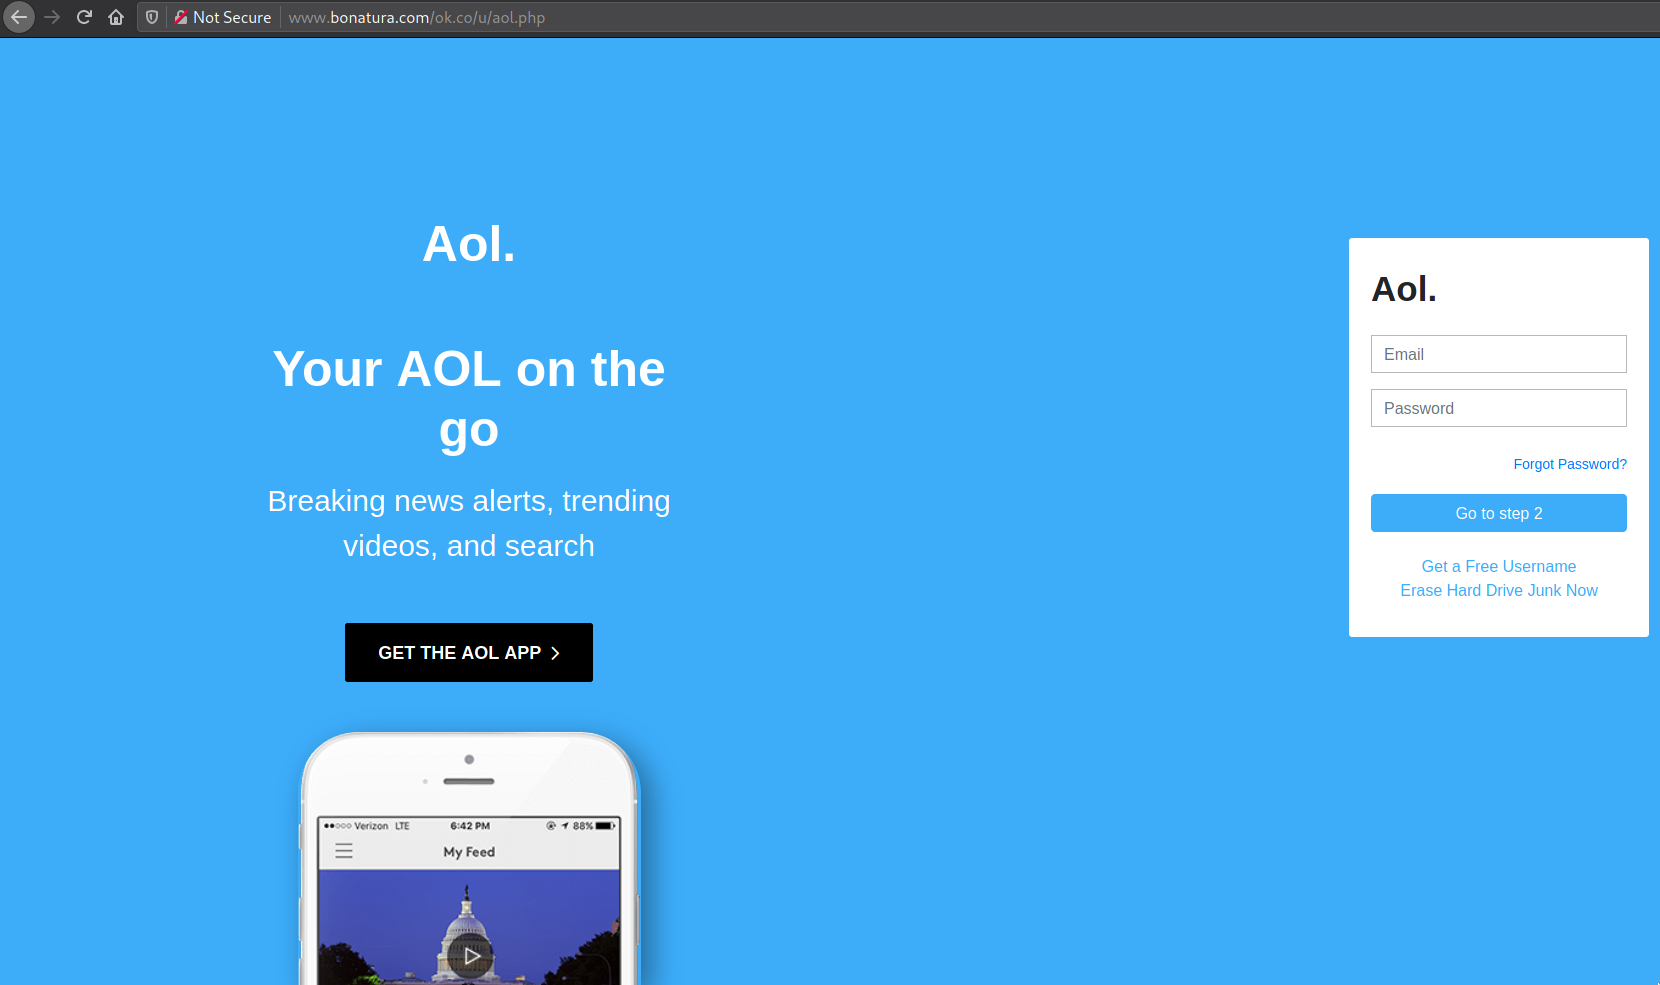 Not Secure www.bonatura.com/ok.co/u/aol.php
Aol.
Your AOL on the
go
Breaking news alerts, trending
videos, and search
GET THE AOL APP
Verizon LTE 6:42 PM 88%
My Feed
Aol.
Email
Password
Forgot Password?
Go to step 2
Get a Free Username
Erase Hard Drive Junk Now